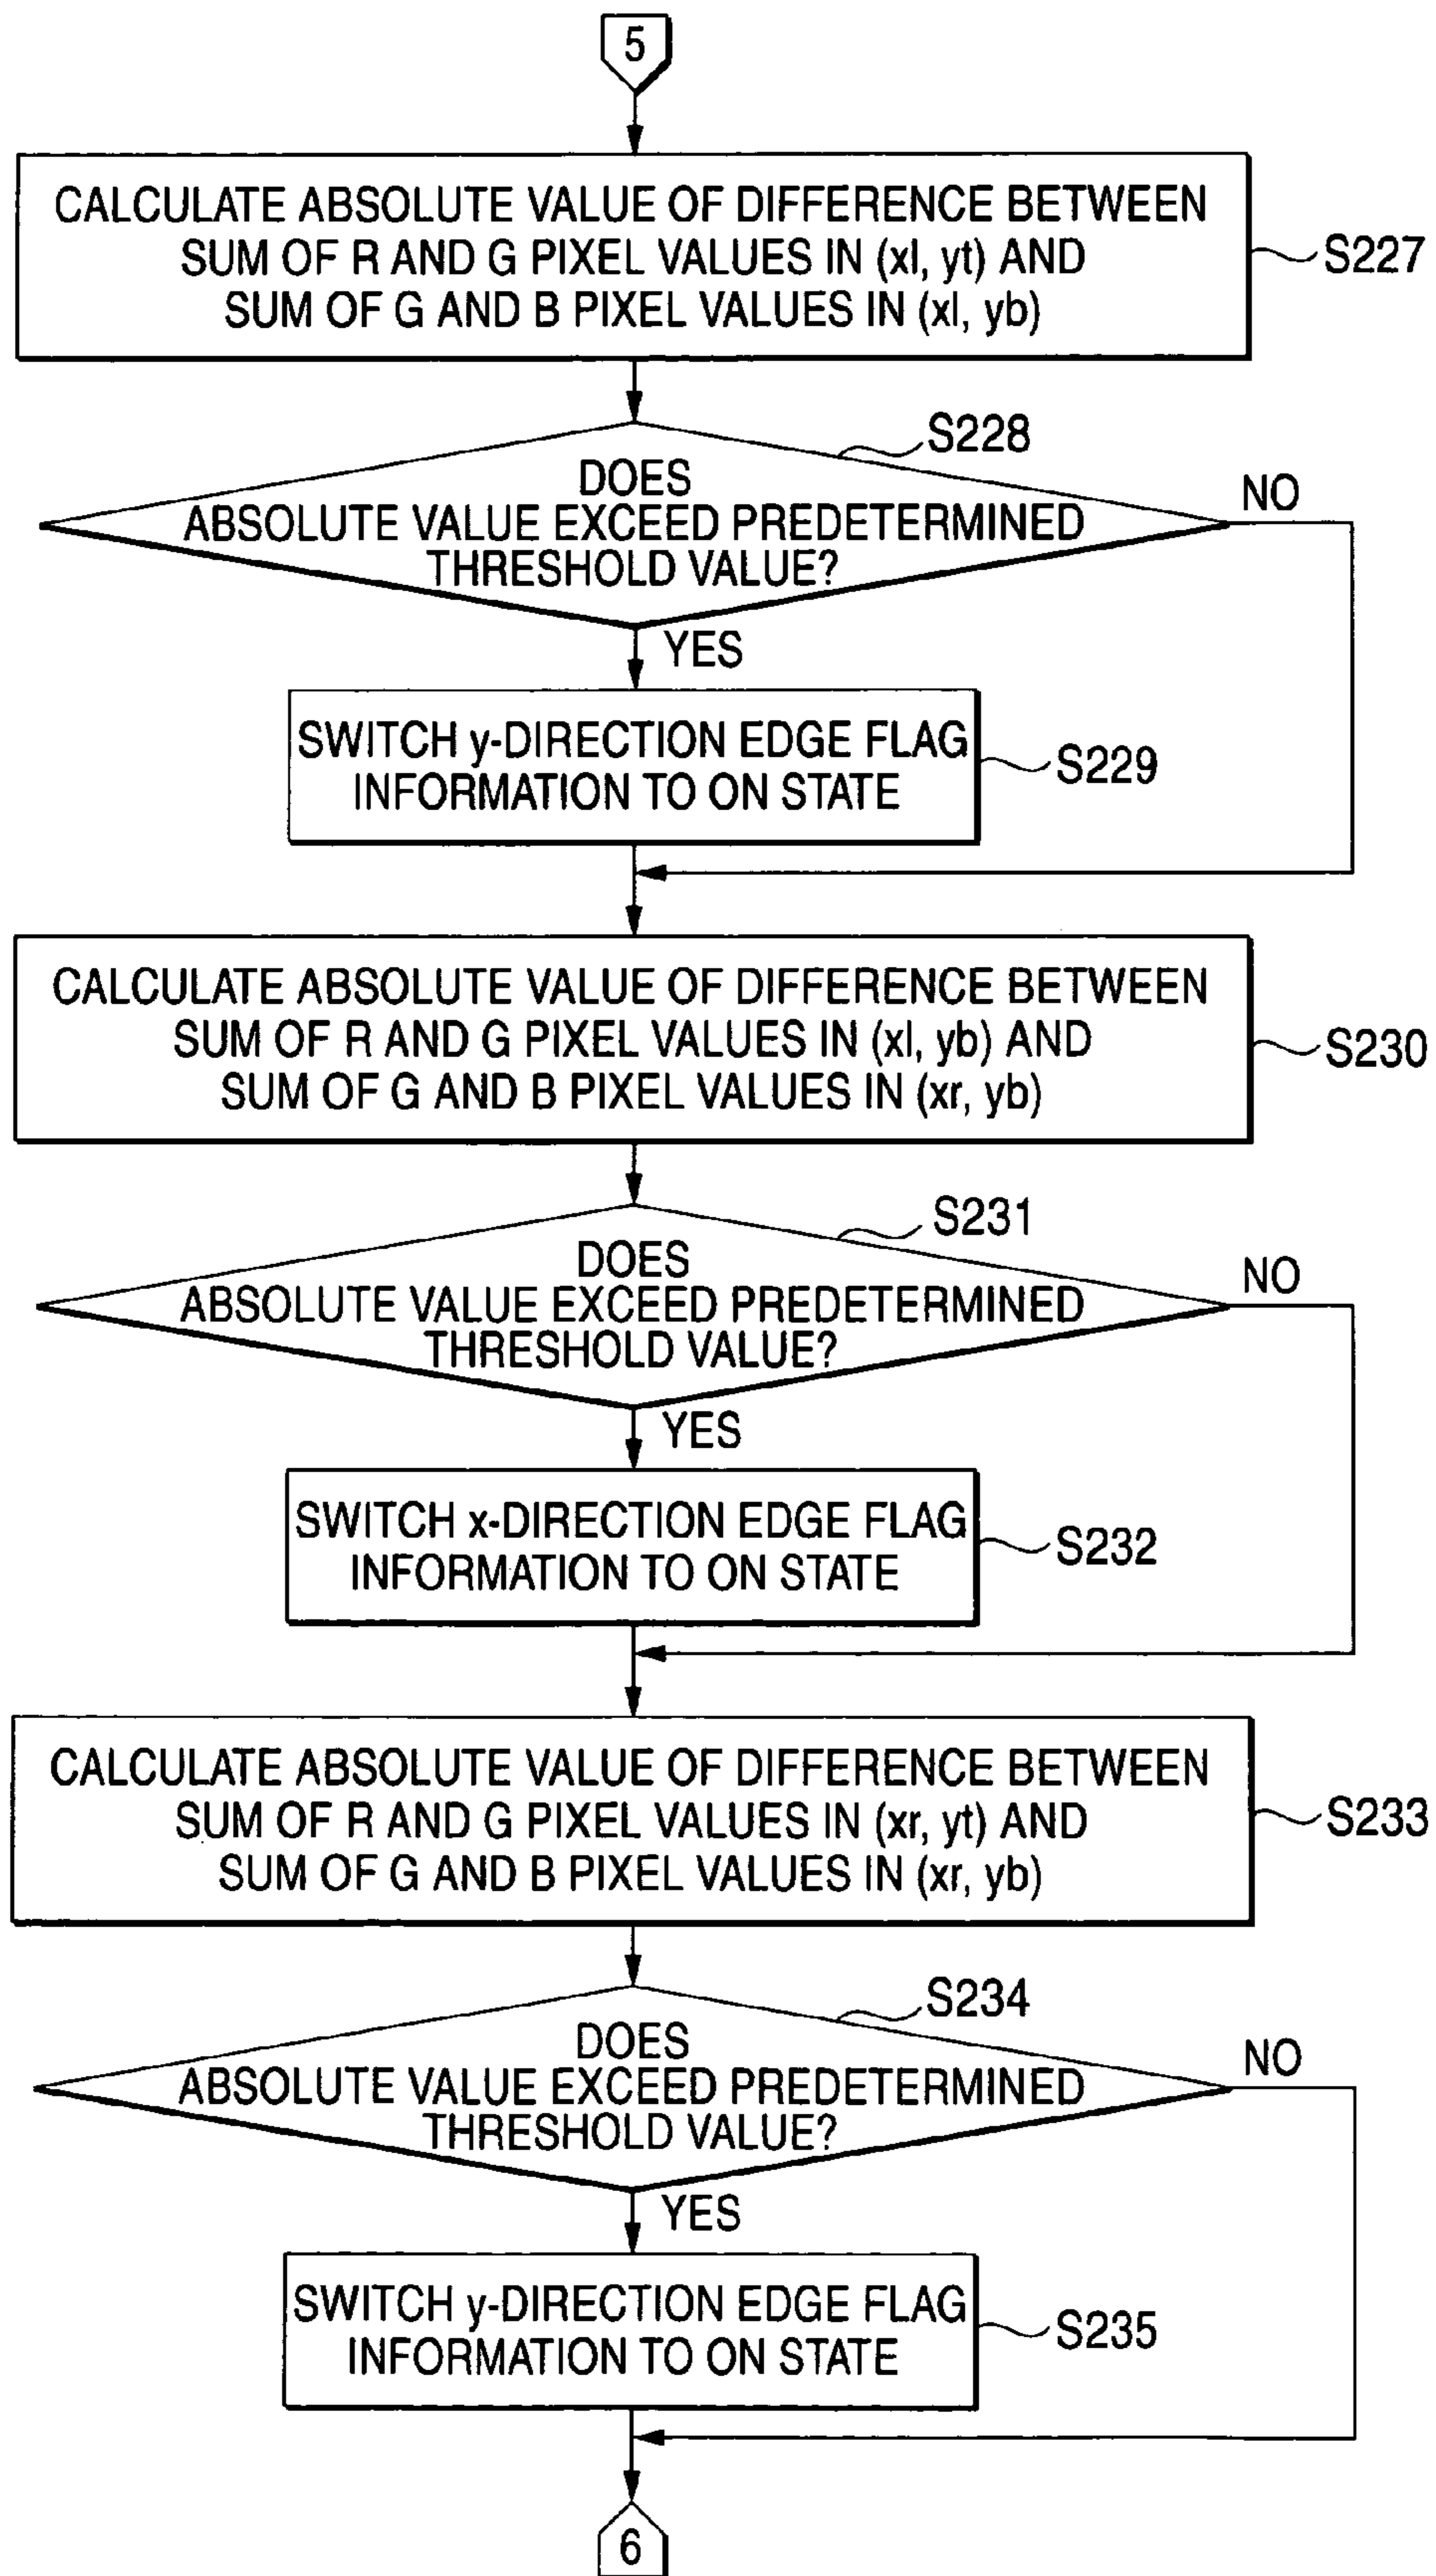 5
CALCULATE ABSOLUTE VALUE OF DIFFERENCE BETWEEN
SUM OF R AND G PIXEL VALUES IN (xl, yt) AND
SUM OF G AND B PIXEL VALUES IN (xl, yb)
S227
S228
DOES
ABSOLUTE VALUE EXCEED PREDETERMINED
THRESHOLD VALUE?
NO
YES
SWITCH y-DIRECTION EDGE FLAG
INFORMATION TO ON STATE
S229
CALCULATE ABSOLUTE VALUE OF DIFFERENCE BETWEEN
SUM OF R AND G PIXEL VALUES IN (xl, yb) AND
SUM OF G AND B PIXEL VALUES IN (xr, yb)
S230
S231
DOES
ABSOLUTE VALUE EXCEED PREDETERMINED
THRESHOLD VALUE?
NO
YES
SWITCH x-DIRECTION EDGE FLAG
INFORMATION TO ON STATE
S232
CALCULATE ABSOLUTE VALUE OF DIFFERENCE BETWEEN
SUM OF R AND G PIXEL VALUES IN (xr, yt) AND
SUM OF G AND B PIXEL VALUES IN (xr, yb)
S233
S234
DOES
ABSOLUTE VALUE EXCEED PREDETERMINED
THRESHOLD VALUE?
NO
YES
SWITCH y-DIRECTION EDGE FLAG
INFORMATION TO ON STATE
S235
6